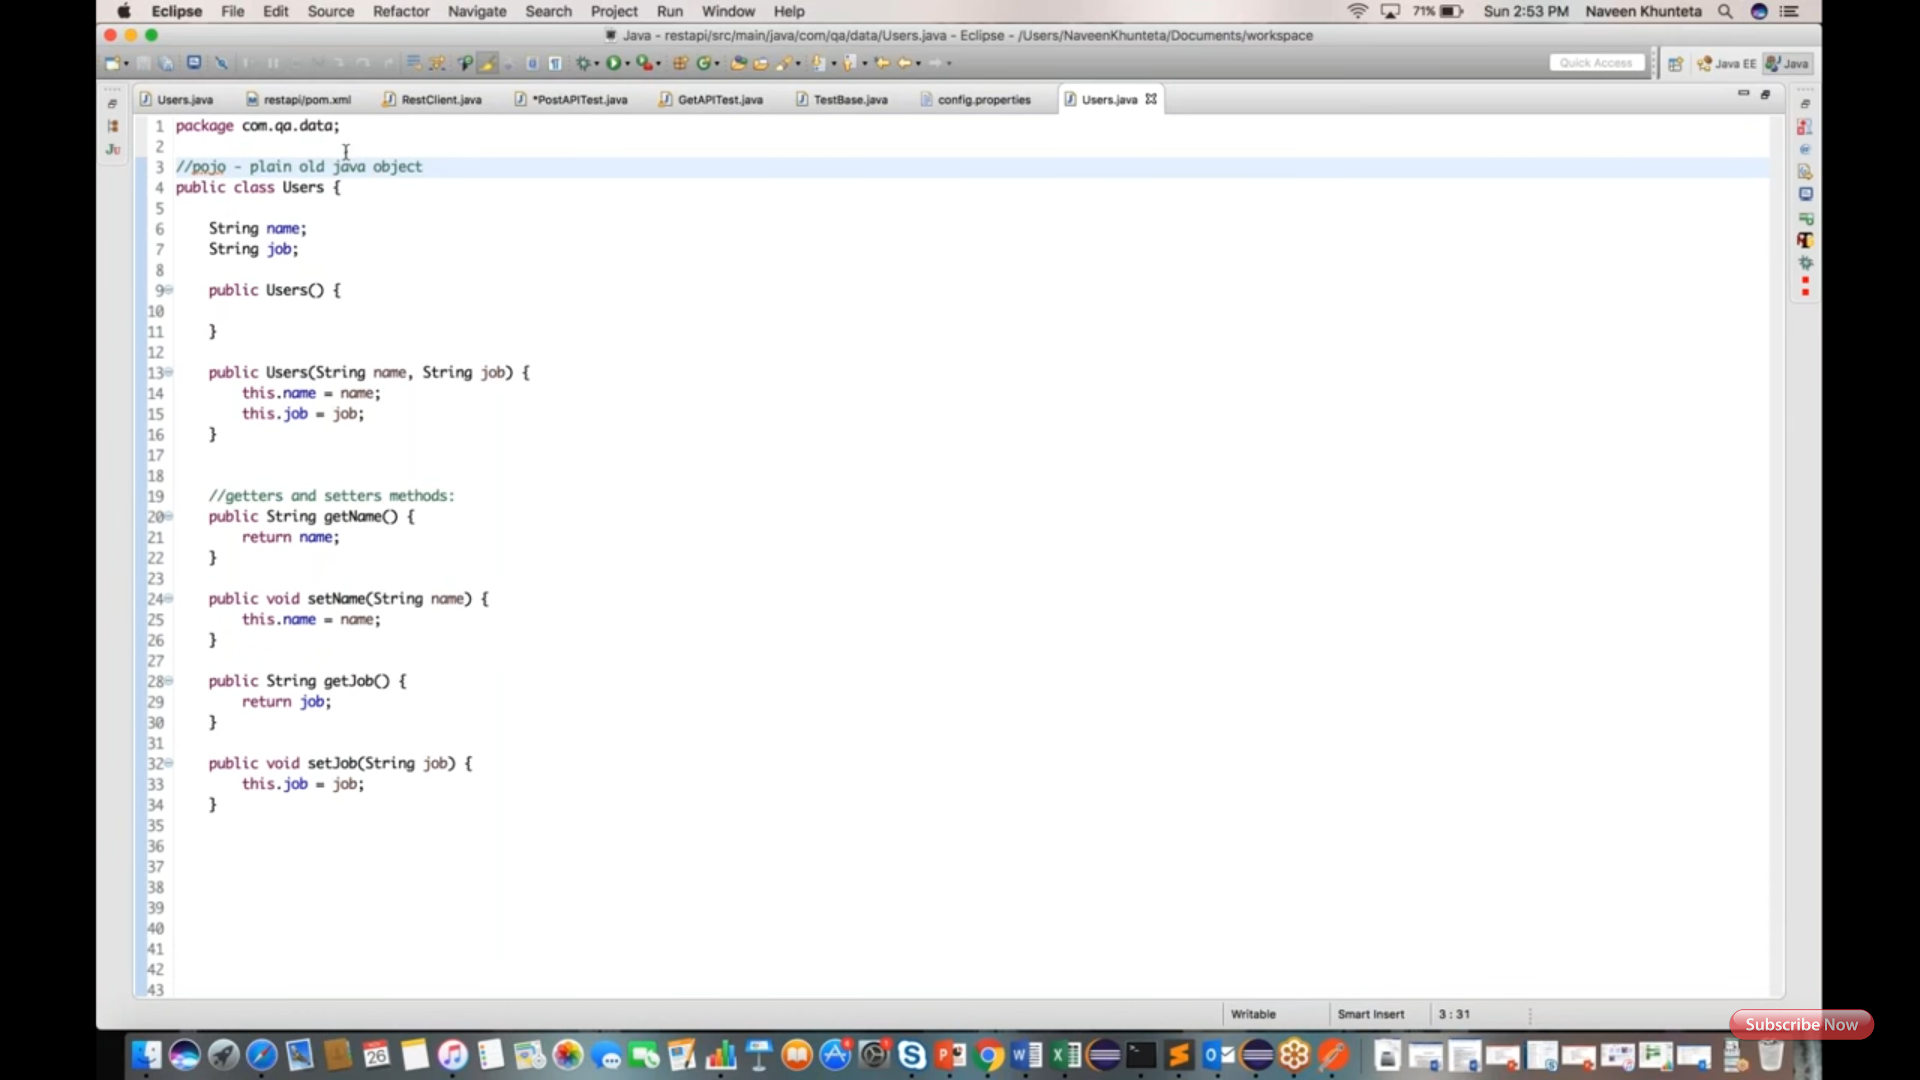 Eclipse File Edit Source Refactor Navigate Search Project Run Window Help 71% Sun 2:53 PM Naveen Khunteta
Java - restapi/src/main/java/com/qa/data/Users.java - Eclipse - /Users/NaveenKhunteta/Documents/workspace
Quick Access Java EE Java
Users.java restapi/pom.xml RestClient.java *PostAPITest.java GetAPITest.java TestBase.java config.properties Users.java
1 package com.qa.data;
2
3 //pojo - plain old java object
4 public class Users {
5
6 String name;
7 String job;
8
9 public Users() {
10
11 }
12
13 public Users(String name, String job) {
14 this.name = name;
15 this.job = job;
16 }
17
18
19 //getters and setters methods:
20 public String getName() {
21 return name;
22 }
23
24 public void setName(String name) {
25 this.name = name;
26 }
27
28 public String getJob() {
29 return job;
30 }
31
32 public void setJob(String job) {
33 this.job = job;
34 }
35
36
37
38
39
40
41
42
43
Writable Smart Insert 3 : 31
Subscribe Now
26